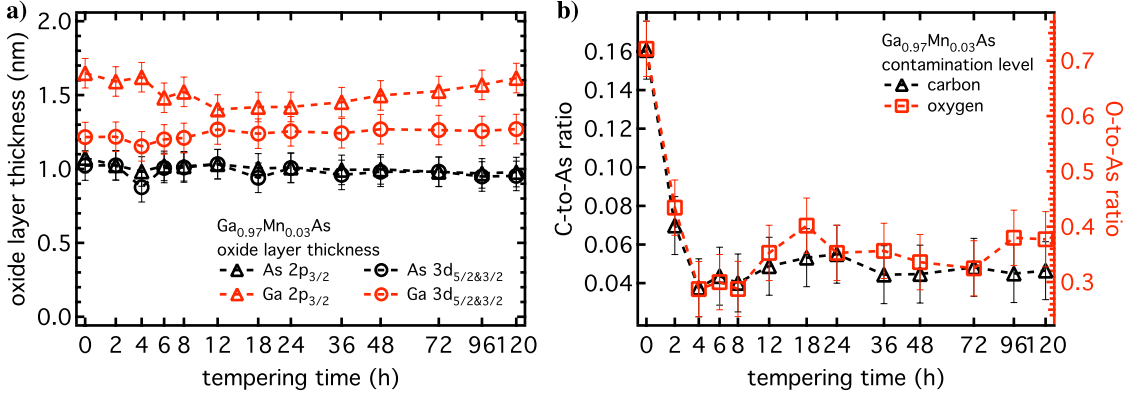 a)
oxide layer thickness (nm)
2.0
1.5
1.0
0.5
0.0
Ga0.97Mn0.03As
oxide layer thickness
As 2p3/2 As 3d5/2&3/2
Ga 2p3/2 Ga 3d5/2&3/2
0 2 4 6 8 12 18 24 36 48 72 96 120
tempering time (h)
b)
C-to-As ratio
0.16
0.14
0.12
0.10
0.08
0.06
0.04
Ga0.97Mn0.03As
contamination level
carbon
oxygen
0.7
0.6
0.5
0.4
0.3
O-to-As ratio
0 2 4 6 8 12 18 24 36 48 72 96 120
tempering time (h)